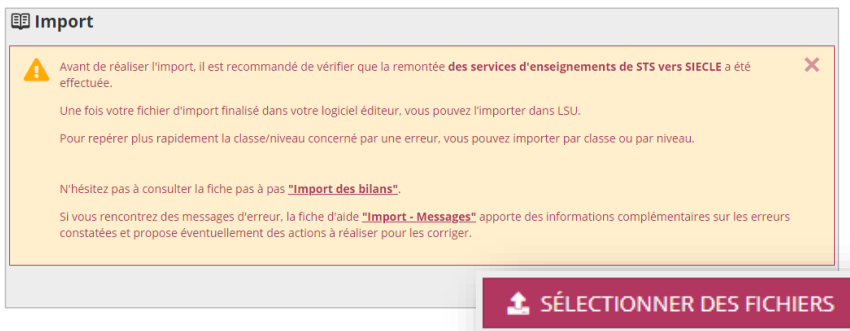 Import
Avant de réaliser l'import, il est recommandé de vérifier que la remontée des services d'enseignements de STS vers SIECLE a été
effectuée.
Une fois votre fichier d'import finalisé dans votre logiciel éditeur, vous pouvez l'importer dans LSU.
Pour repérer plus rapidement la classe/niveau concerné par une erreur, vous pouvez importer par classe ou par niveau.
N'hésitez pas à consulter la fiche pas à pas "Import des bilans".
Si vous rencontrez des messages d'erreur, la fiche d'aide "Import - Messages" apporte des informations complémentaires sur les erreurs
constatées et propose éventuellement des actions à réaliser pour les corriger.
SÉLECTIONNER DES FICHIERS